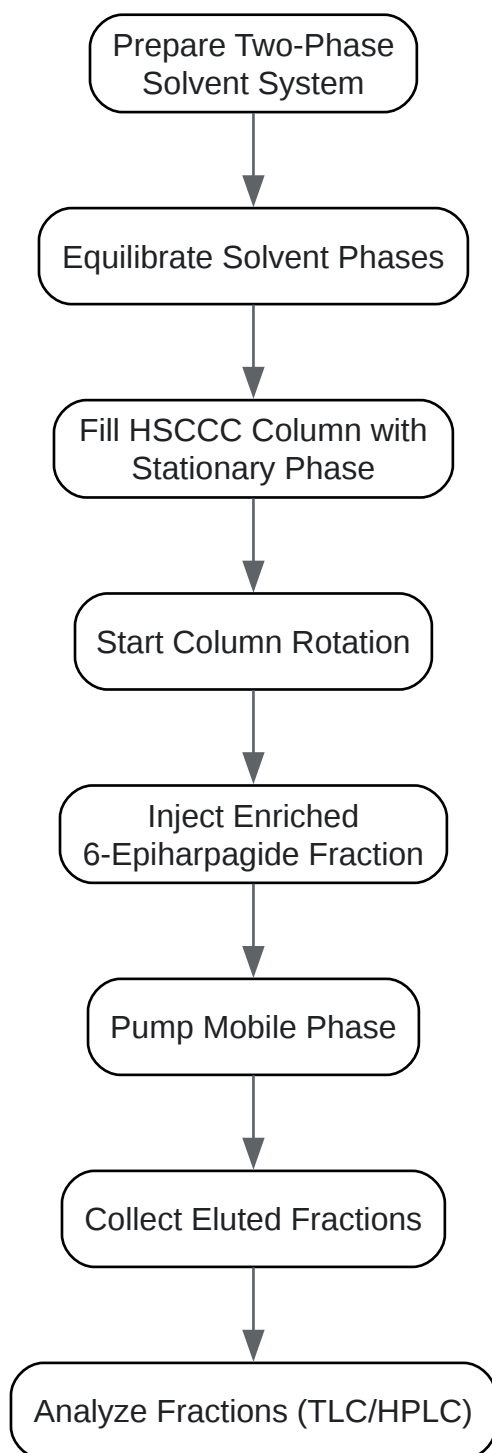 Prepare Two-Phase
Solvent System
Equilibrate Solvent Phases
Fill HSCCC Column with
Stationary Phase
Start Column Rotation
Inject Enriched
6-Epiharpagide Fraction
Pump Mobile Phase
Collect Eluted Fractions
Analyze Fractions (TLC/HPLC)